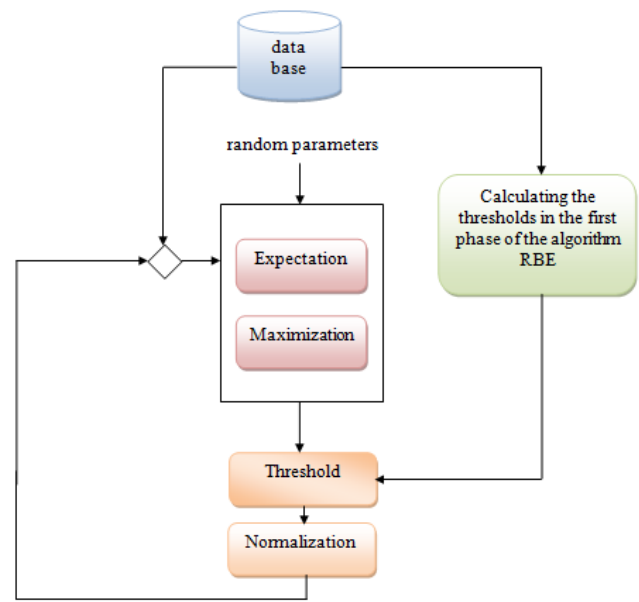 data
base
random parameters
Calculating the
thresholds in the first
phase of the algorithm
RBE
Expectation
Maximization
Threshold
Normalization